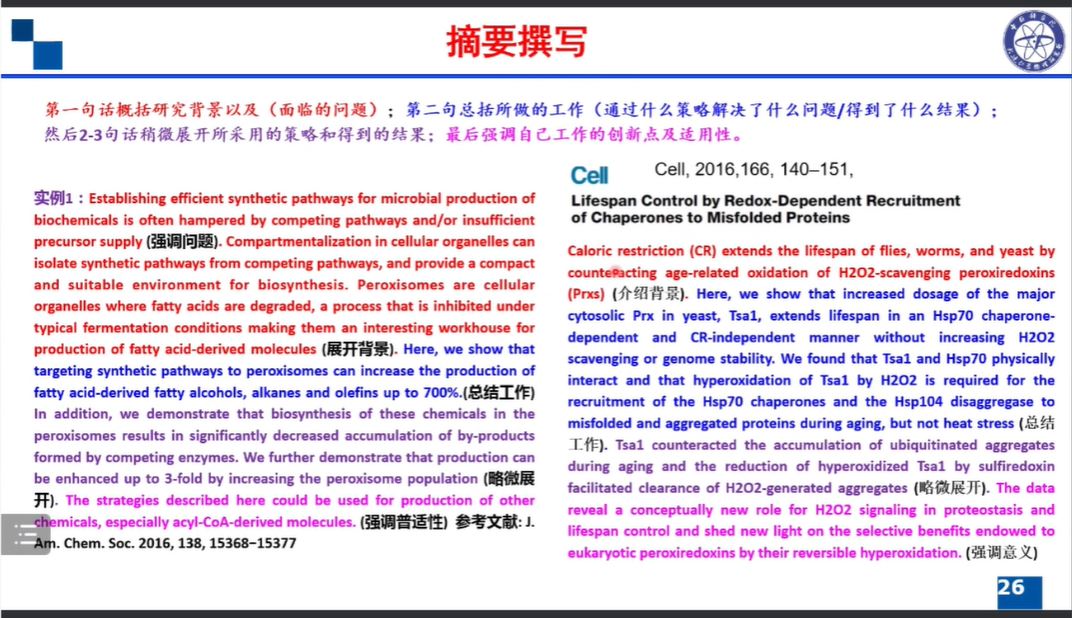 摘要撰写
第一句话概括研究背景以及（面临的问题）；第二句总括所做的工作（通过什么策略解决了什么问题/得到了什么结果）；
然后2-3句话稍微展开所采用的策略和得到的结果；最后强调自己工作的创新点及适用性。
实例1：Establishing efficient synthetic pathways for microbial production of
biochemicals is often hampered by competing pathways and/or insufficient
precursor supply (强调问题). Compartmentalization in cellular organelles can
isolate synthetic pathways from competing pathways, and provide a compact
and suitable environment for biosynthesis. Peroxisomes are cellular
organelles where fatty acids are degraded, a process that is inhibited under
typical fermentation conditions making them an interesting workhouse for
production of fatty acid-derived molecules (展开背景). Here, we show that
targeting synthetic pathways to peroxisomes can increase the production of
fatty acid-derived fatty alcohols, alkanes and olefins up to 700%.(总结工作)
In addition, we demonstrate that biosynthesis of these chemicals in the
peroxisomes results in significantly decreased accumulation of by-products
formed by competing enzymes. We further demonstrate that production can
be enhanced up to 3-fold by increasing the peroxisome population (略微展
开). The strategies described here could be used for production of other
chemicals, especially acyl-CoA-derived molecules. (强调普适性) 参考文献: J.
Am. Chem. Soc. 2016, 138, 15368−15377
Cell
Cell, 2016,166, 140–151,
Lifespan Control by Redox-Dependent Recruitment
of Chaperones to Misfolded Proteins
Caloric restriction (CR) extends the lifespan of flies, worms, and yeast by
counteracting age-related oxidation of H2O2-scavenging peroxiredoxins
(Prxs) (介绍背景). Here, we show that increased dosage of the major
cytosolic Prx in yeast, Tsa1, extends lifespan in an Hsp70 chaperone-
dependent and CR-independent manner without increasing H2O2
scavenging or genome stability. We found that Tsa1 and Hsp70 physically
interact and that hyperoxidation of Tsa1 by H2O2 is required for the
recruitment of the Hsp70 chaperones and the Hsp104 disaggregase to
misfolded and aggregated proteins during aging, but not heat stress (总结
工作). Tsa1 counteracted the accumulation of ubiquitinated aggregates
during aging and the reduction of hyperoxidized Tsa1 by sulfiredoxin
facilitated clearance of H2O2-generated aggregates (略微展开). The data
reveal a conceptually new role for H2O2 signaling in proteostasis and
lifespan control and shed new light on the selective benefits endowed to
eukaryotic peroxiredoxins by their reversible hyperoxidation. (强调意义)
26